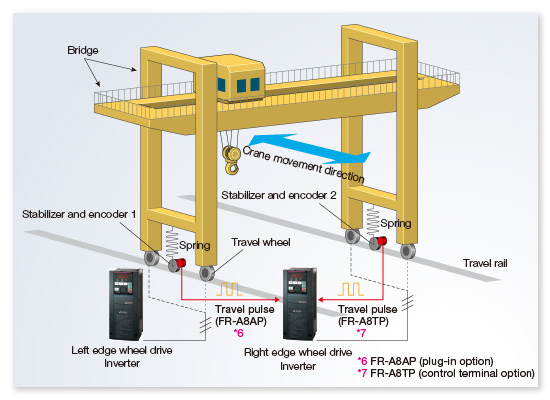 Bridge
Crane movement direction
Stabilizer and encoder 2
Stabilizer and encoder 1
Spring
Spring
Travel wheel
Travel rail
Travel pulse
(FR-A8AP)
*6
Travel pulse
(FR-A8TP)
*7
Left edge wheel drive
Inverter
Right edge wheel drive
Inverter
*6 FR-A8AP (plug-in option)
*7 FR-A8TP (control terminal option)